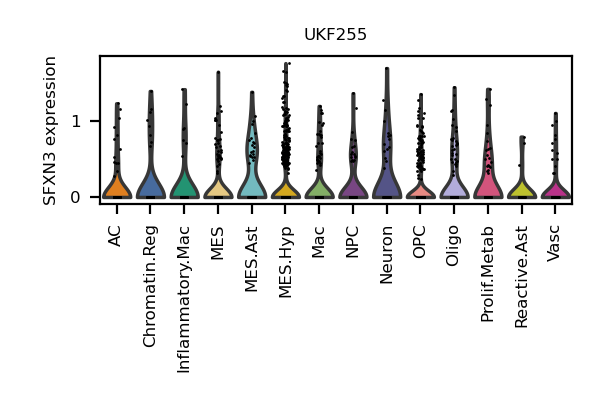 UKF255
SFXN3 expression
1
0
AC
Chromatin.Reg
Inflammatory.Mac
MES
MES.Ast
MES.Hyp
Mac
NPC
Neuron
OPC
Oligo
Prolif.Metab
Reactive.Ast
Vasc